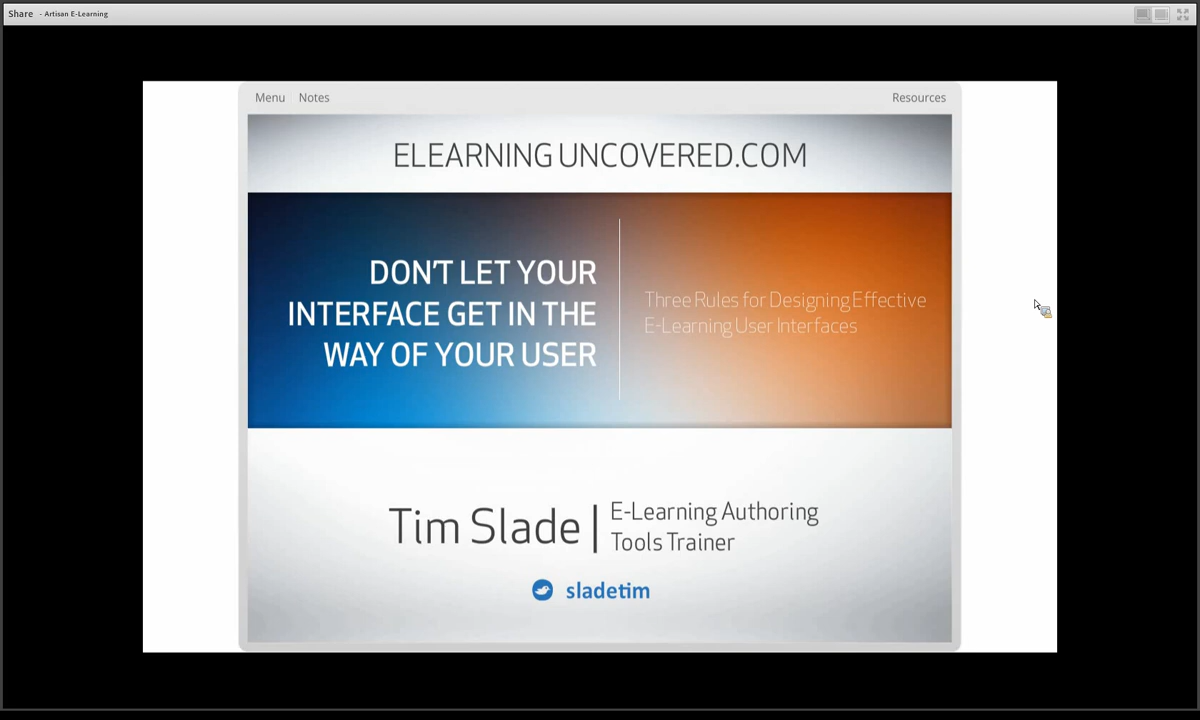 Share - Artisan E-Learning
Menu Notes Resources
ELEARNING UNCOVERED.COM
DON'T LET YOUR
INTERFACE GET IN THE
WAY OF YOUR USER
Three Rules for Designing Effective
E-Learning User Interfaces
Tim Slade
E-Learning Authoring
Tools Trainer
sladetim